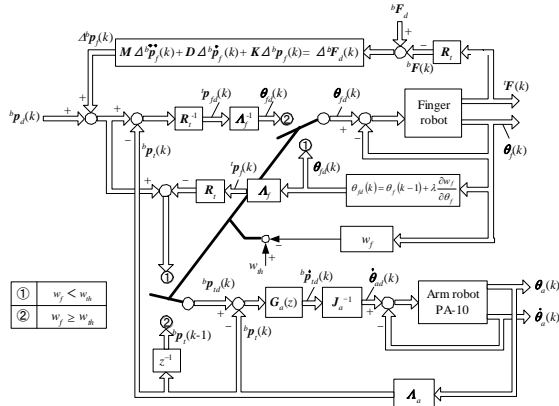 ᵇF_d
Δᵇp_f(k)
MΔᵇp̈_f(k)+DΔᵇṗ_f(k)+KΔᵇp_f(k)=ΔᵇF_d(k)
+
−
R_t
ᵇF(k)
ᵗF(k)
ᵇp_d(k)
+
+
+
+
−
R_t⁻¹
ᵗp_fd(k)
Λ_f⁻¹
θ_fd(k)
②
θ_fd(k)
+
−
Finger
robot
θ_f(k)
ᵇp_t(k)
①
θ_fd(k)
+
−
R_t
ᵗp_f(k)
Λ_f
θ_fd(k)=θ_f(k−1)+λ ∂w_f/∂θ_f
w_f
−
+
w_th
①
① w_f < w_th
② w_f ≥ w_th
②
ᵇp_td(k)
+
−
G_a(z)
ᵇṗ_td(k)
J_a⁻¹
θ̇_ad(k)
+
−
Arm robot
PA-10
θ_a(k)
θ̇_a(k)
ᵇp_t(k-1)
z⁻¹
ᵇp_t(k)
Λ_a